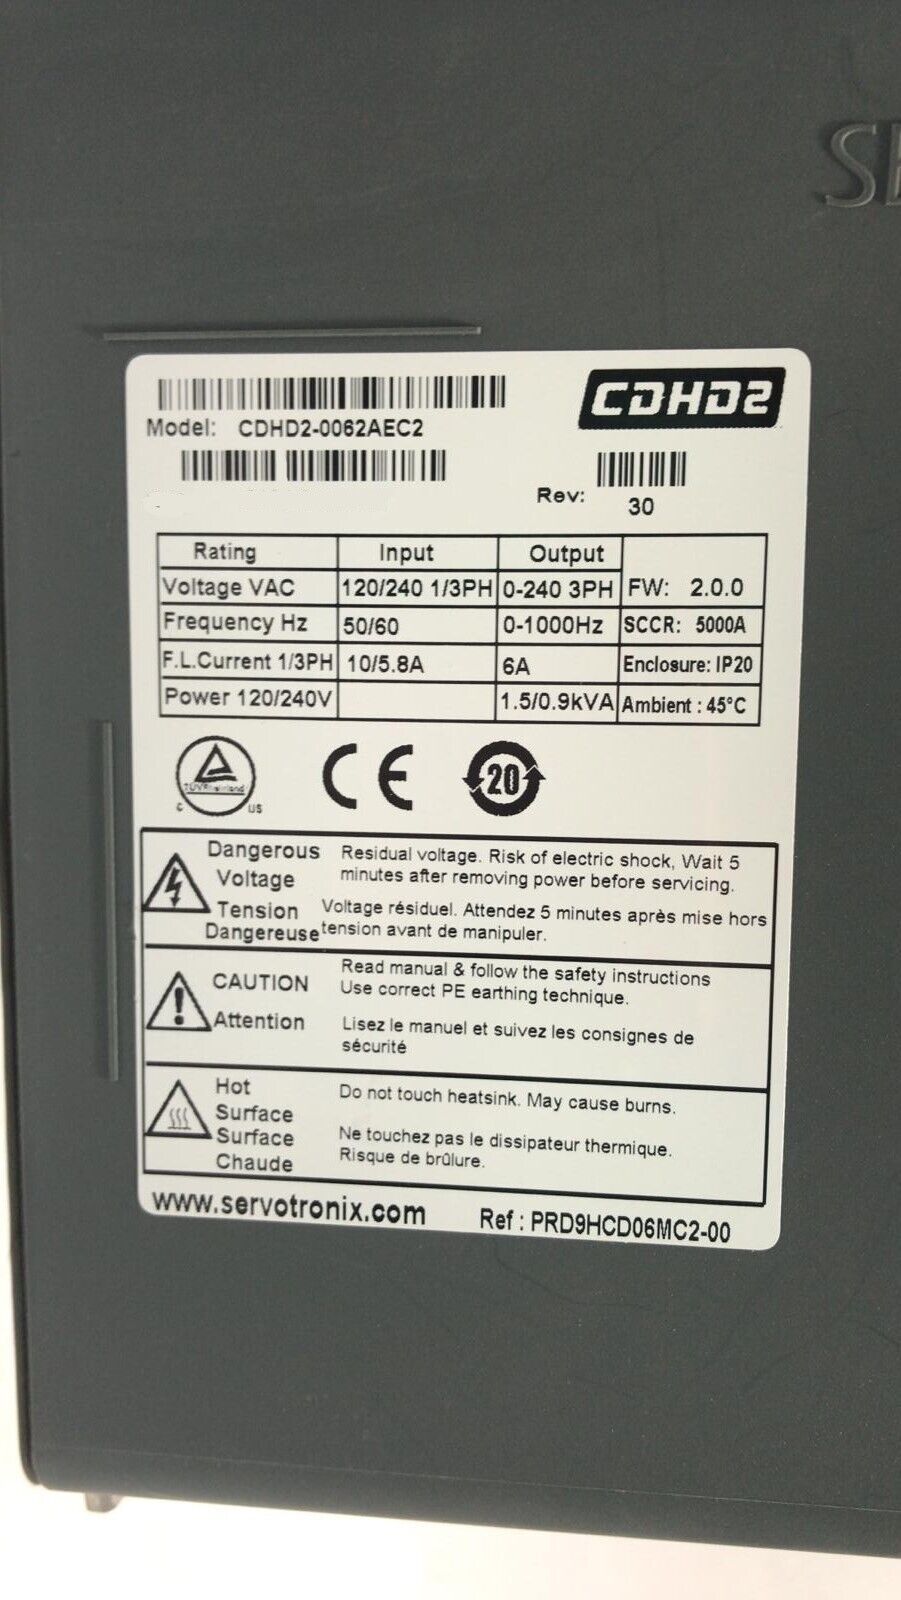 SE
CDHD2
Model: CDHD2-0062AEC2
Rev: 30
Rating Input Output
Voltage VAC 120/240 1/3PH 0-240 3PH FW: 2.0.0
Frequency Hz 50/60 0-1000Hz SCCR: 5000A
F.L.Current 1/3PH 10/5.8A 6A Enclosure: IP20
Power 120/240V 1.5/0.9kVA Ambient : 45°C
TÜVRheinland
C US
CE
20
Dangerous Voltage
Residual voltage. Risk of electric shock, Wait 5
minutes after removing power before servicing.
Tension Dangereuse
Voltage résiduel. Attendez 5 minutes après mise hors
tension avant de manipuler.
CAUTION
Read manual & follow the safety instructions
Use correct PE earthing technique.
Attention
Lisez le manuel et suivez les consignes de
sécurité
Hot Surface
Do not touch heatsink. May cause burns.
Surface Chaude
Ne touchez pas le dissipateur thermique.
Risque de brûlure.
www.servotronix.com
Ref : PRD9HCD06MC2-00